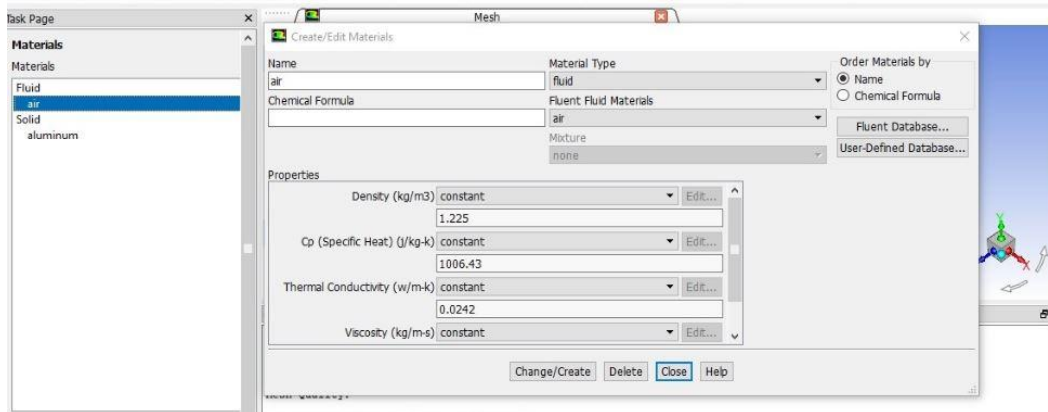 Task Page
Mesh
Materials
Materials
Fluid
air
Solid
aluminum
Create/Edit Materials
Name
air
Chemical Formula
Material Type
fluid
Fluent Fluid Materials
air
Mixture
none
Order Materials by
Name
Chemical Formula
Fluent Database...
User-Defined Database...
Properties
Density (kg/m3) constant Edit...
1.225
Cp (Specific Heat) (j/kg-k) constant Edit...
1006.43
Thermal Conductivity (w/m-k) constant Edit...
0.0242
Viscosity (kg/m-s) constant Edit...
Change/Create Delete Close Help
Y
X